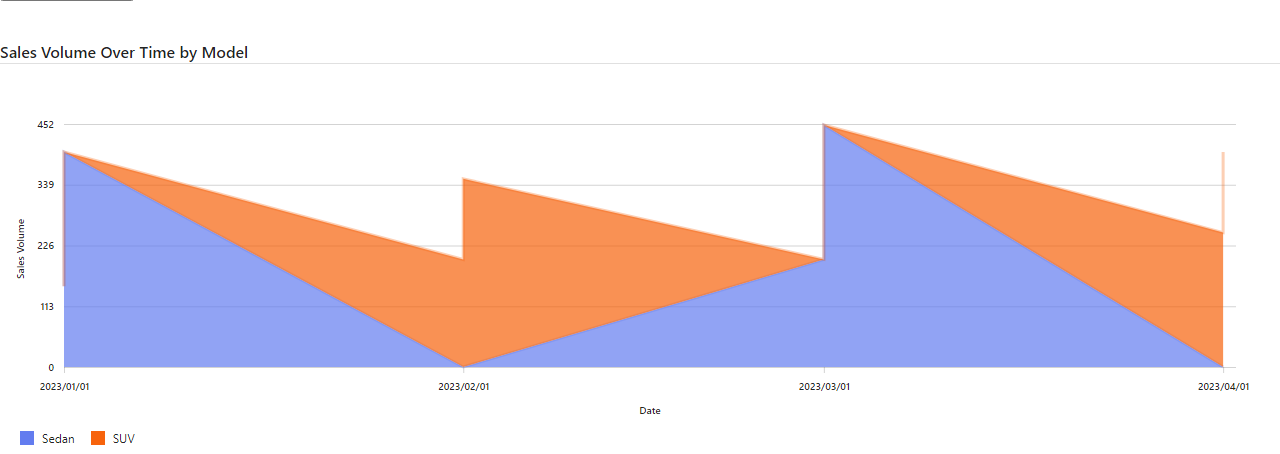 Sales Volume Over Time by Model
452
339
226
113
0
Sales Volume
2023/01/01 2023/02/01 2023/03/01 2023/04/01
Date
Sedan SUV